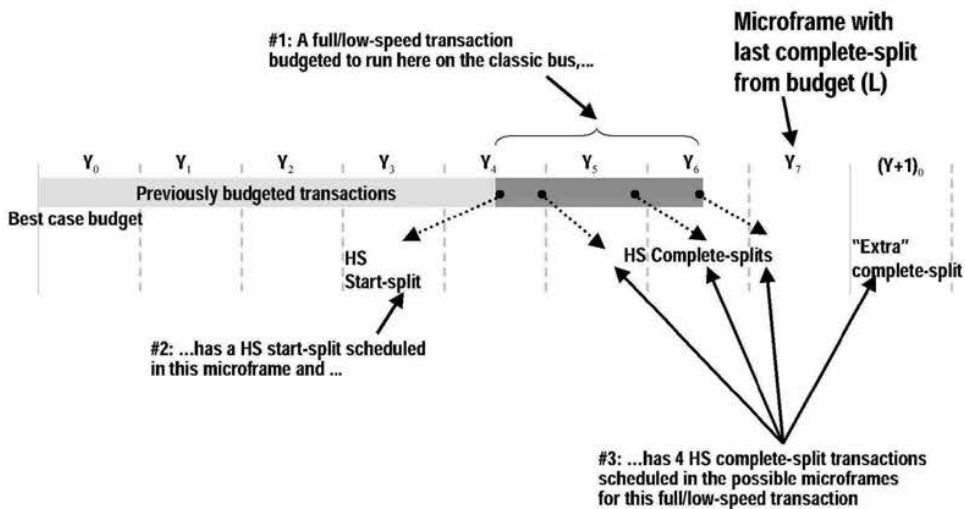 #1: A full/low-speed transaction
budgeted to run here on the classic bus,...
Microframe with
last complete-split
from budget (L)
Y0 Y1 Y2 Y3 Y4 Y5 Y6 Y7 (Y+1)0
Previously budgeted transactions
Best case budget
HS
Start-split
HS Complete-splits
"Extra"
complete-split
#2: ...has a HS start-split scheduled
in this microframe and ...
#3: ...has 4 HS complete-split transactions
scheduled in the possible microframes
for this full/low-speed transaction